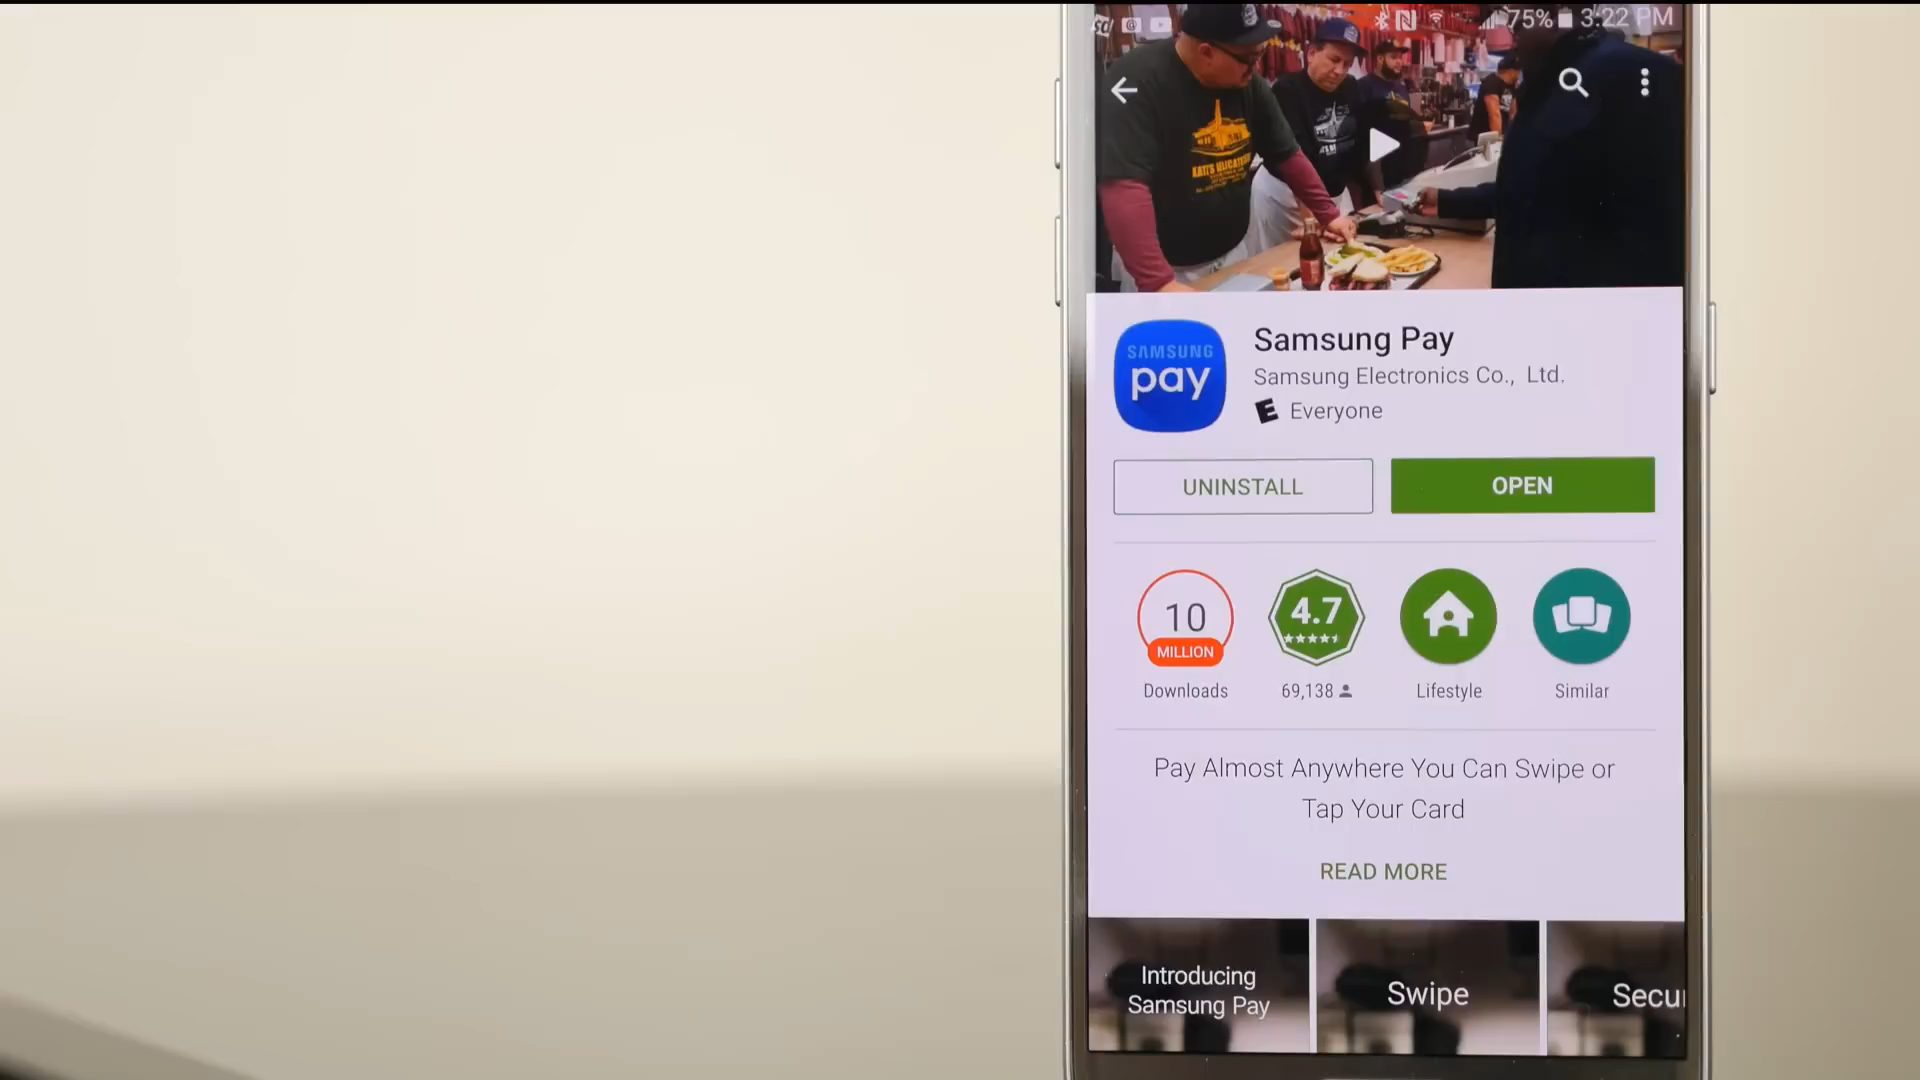 75% 3:22 PM
KATZ'S DELICATESSEN
SAMSUNG
pay
Samsung Pay
Samsung Electronics Co., Ltd.
E Everyone
UNINSTALL
OPEN
10
MILLION
Downloads
4.7
69,138
Lifestyle
Similar
Pay Almost Anywhere You Can Swipe or
Tap Your Card
READ MORE
Introducing
Samsung Pay
Swipe
Secu